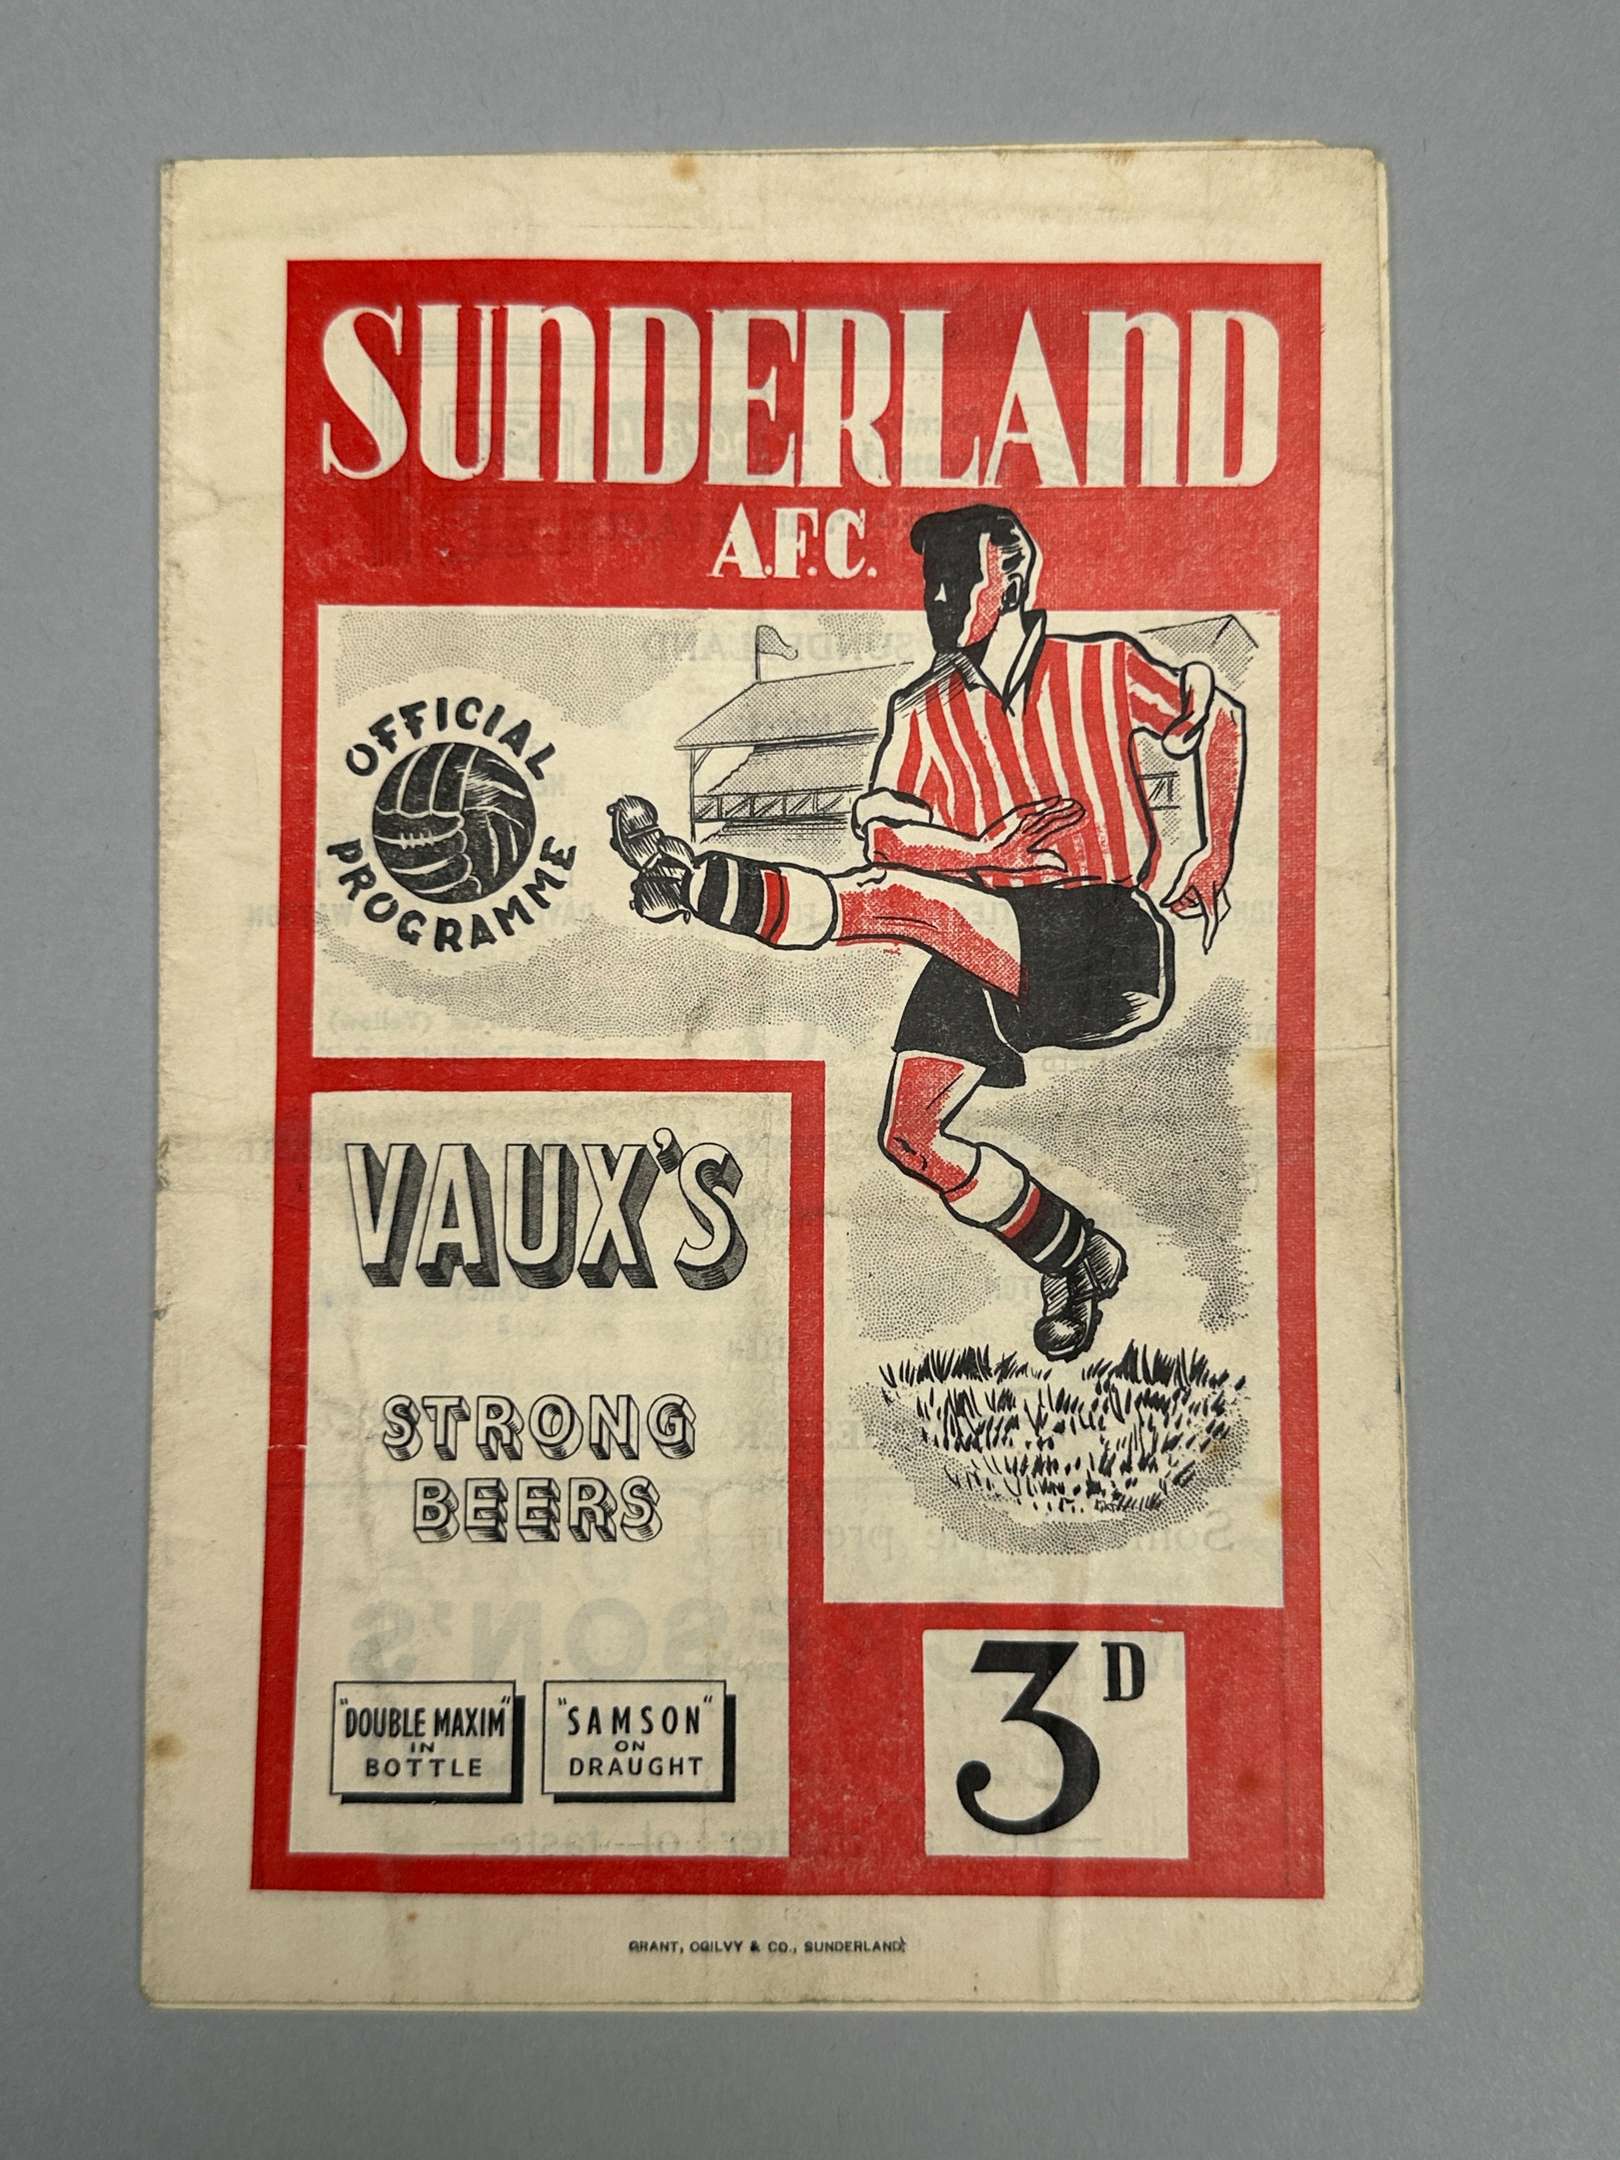 SUNDERLAND
A.F.C.
OFFICIAL
PROGRAMME
VAUX'S
STRONG
BEERS
"DOUBLE MAXIM"
IN
BOTTLE
"SAMSON"
ON
DRAUGHT
3D
GRANT, OGILVY & CO., SUNDERLAND.